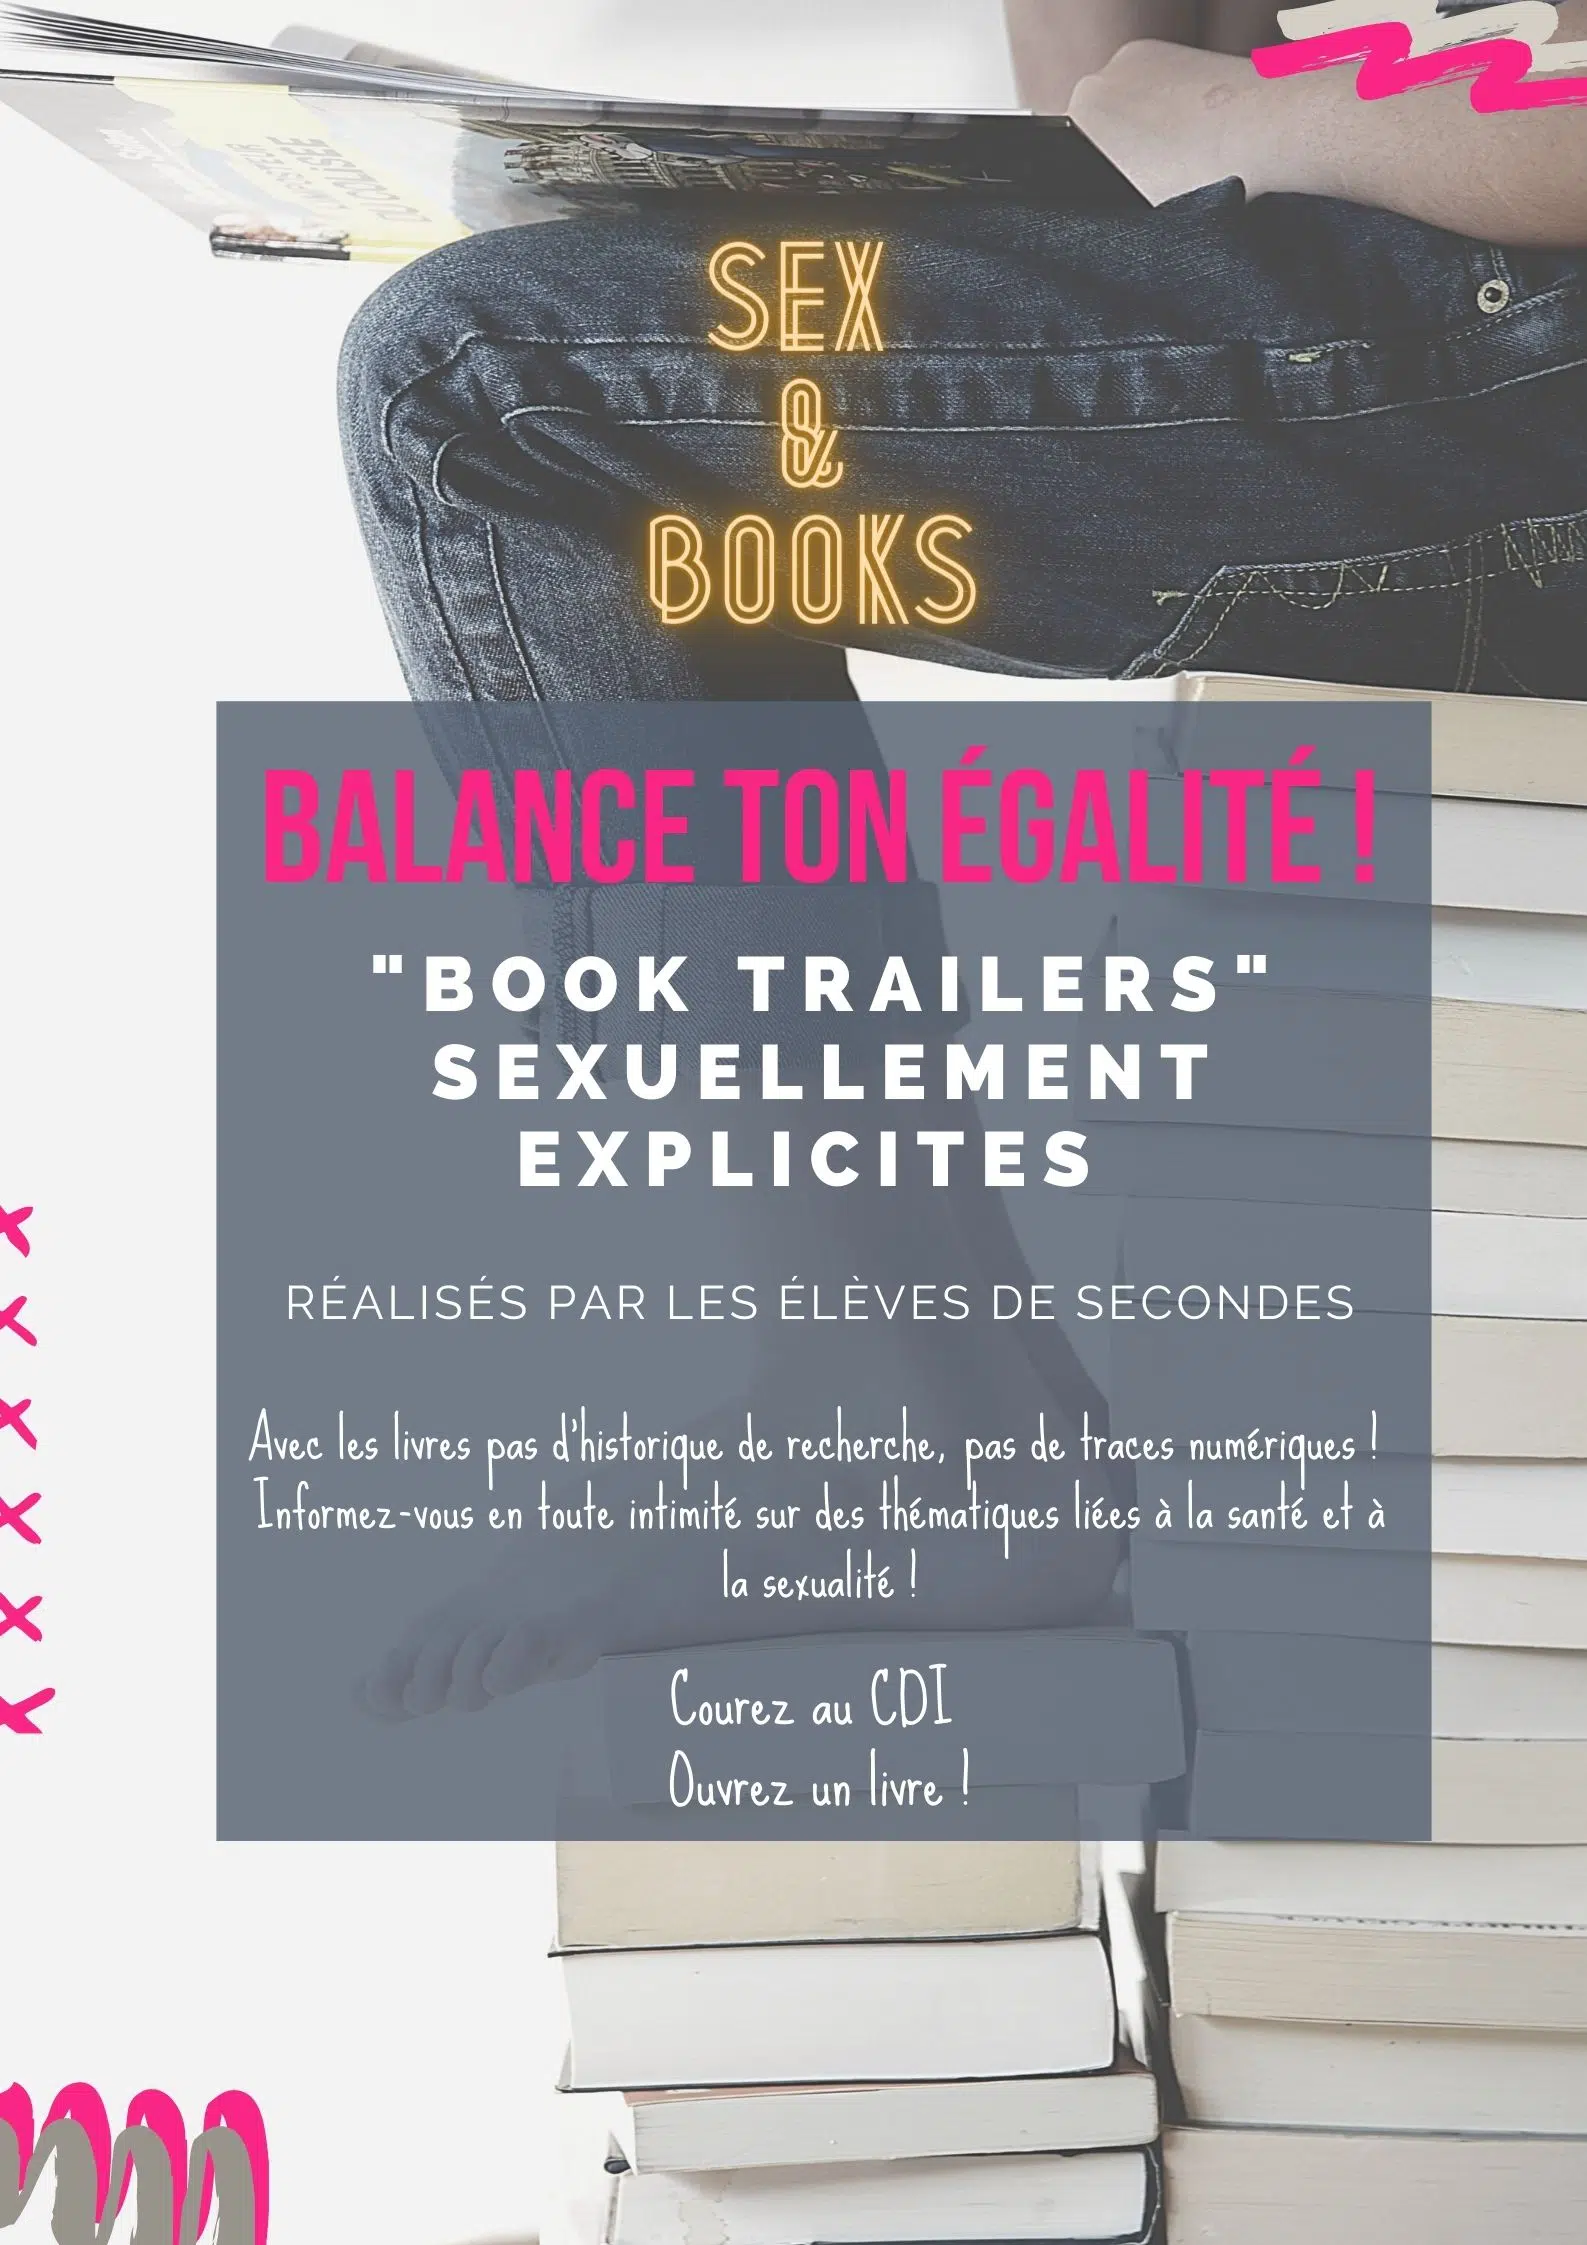 SEX
&
BOOKS
BALANCE TON ÉGALITÉ !
"BOOK TRAILERS"
SEXUELLEMENT
EXPLICITES
RÉALISÉS PAR LES ÉLÈVES DE SECONDES
Avec les livres pas d'historique de recherche, pas de traces numériques !
Informez-vous en toute intimité sur des thématiques liées à la santé et à
la sexualité !
Courez au CDI
Ouvrez un livre !